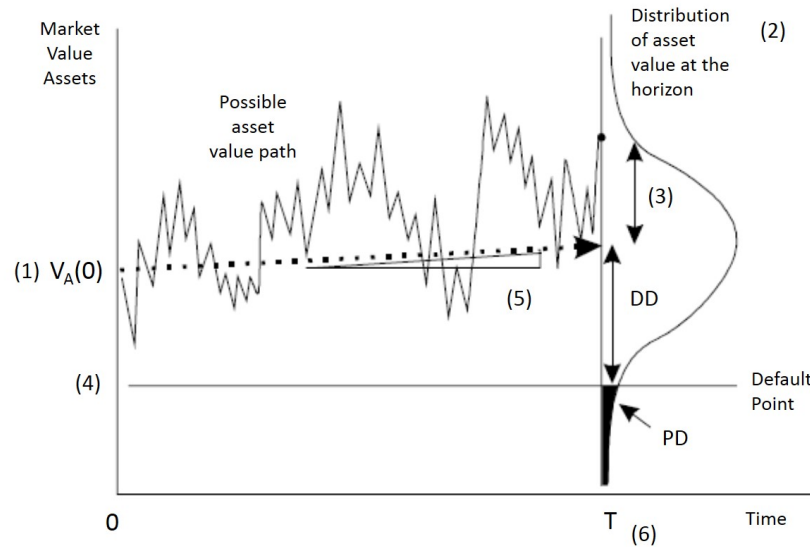 Market
Value
Assets
Distribution
of asset
value at the
horizon
(2)
Possible
asset
value path
(3)
(1) V_A(0)
(5)
DD
(4)
Default
Point
PD
0
T
(6)
Time